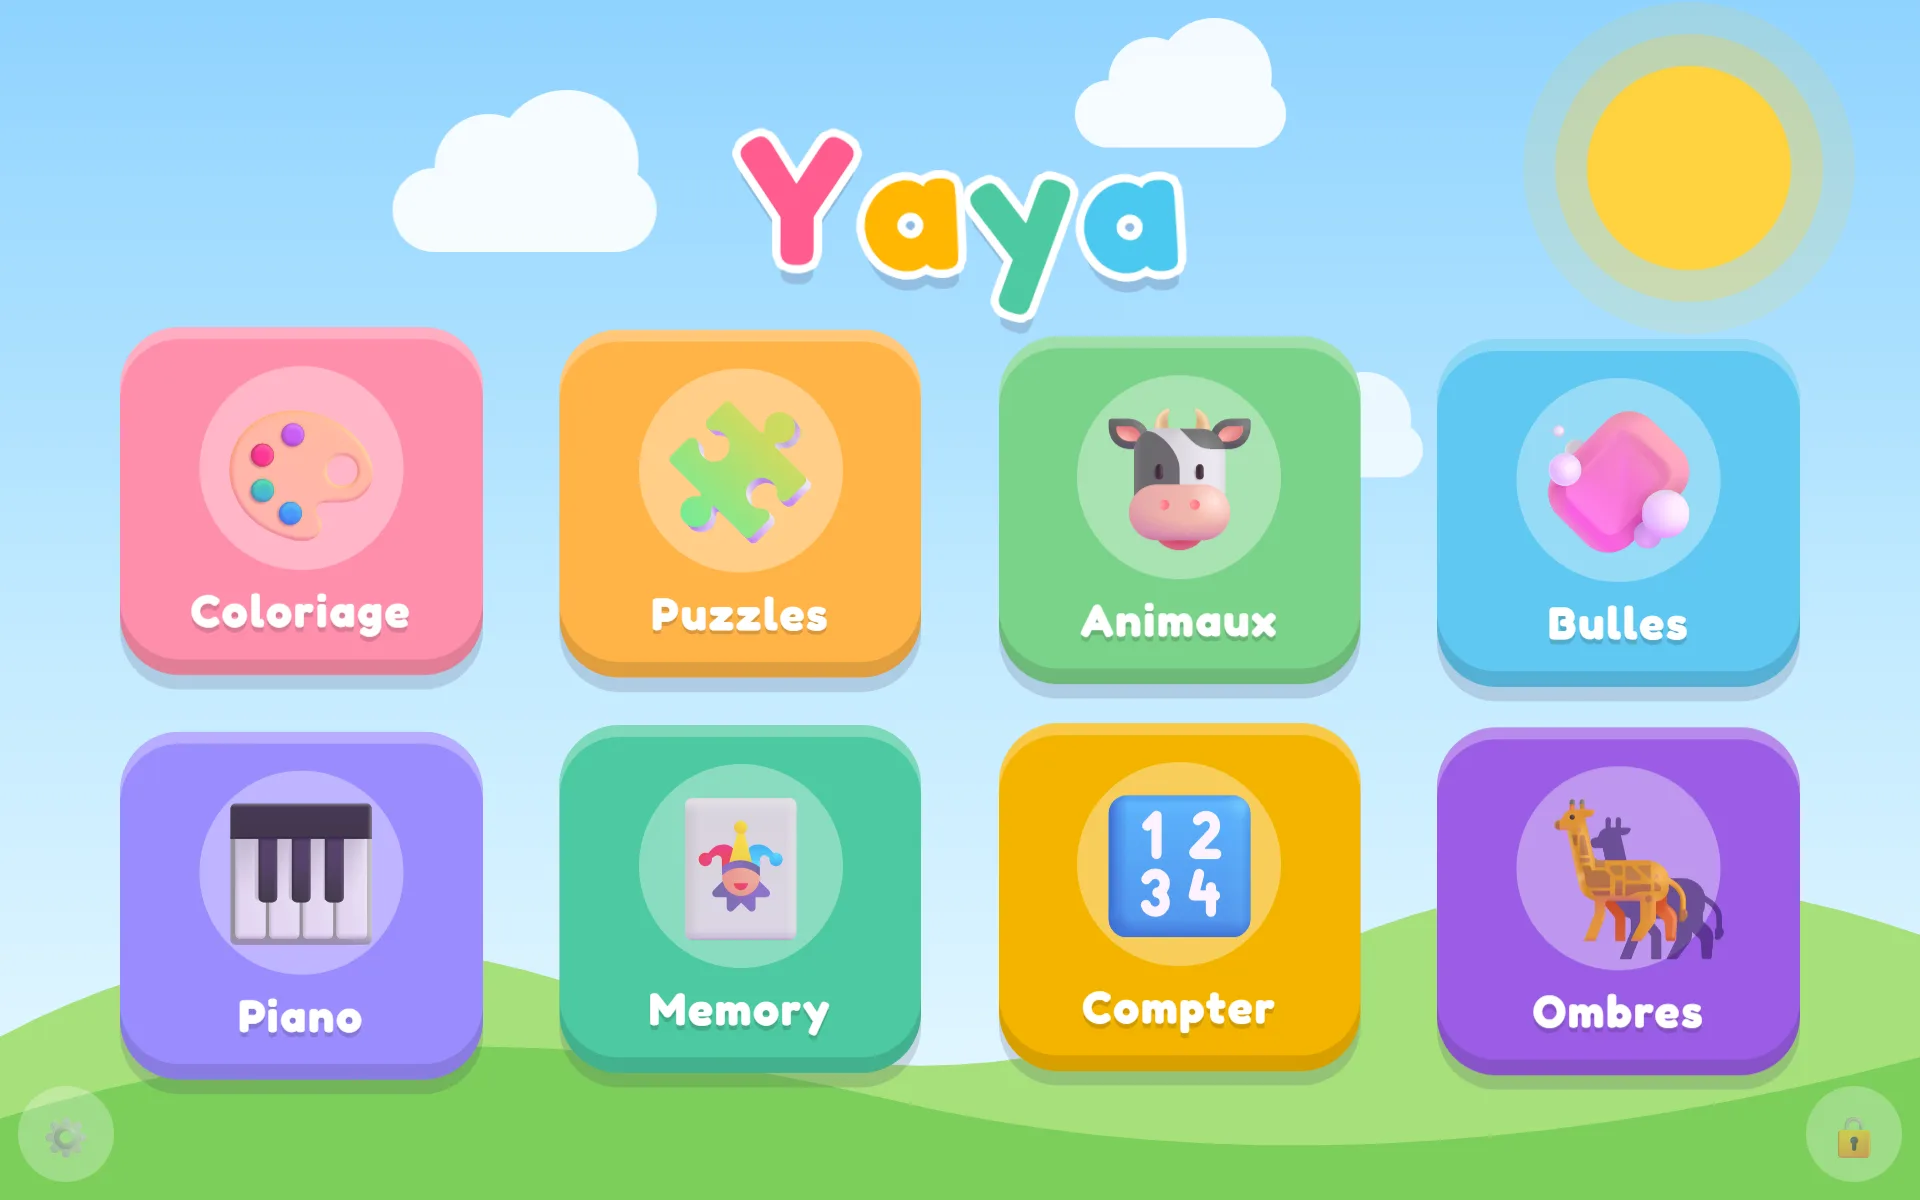 Yaya
Coloriage
Puzzles
Animaux
Bulles
1 2
3 4
Piano
Memory
Compter
Ombres